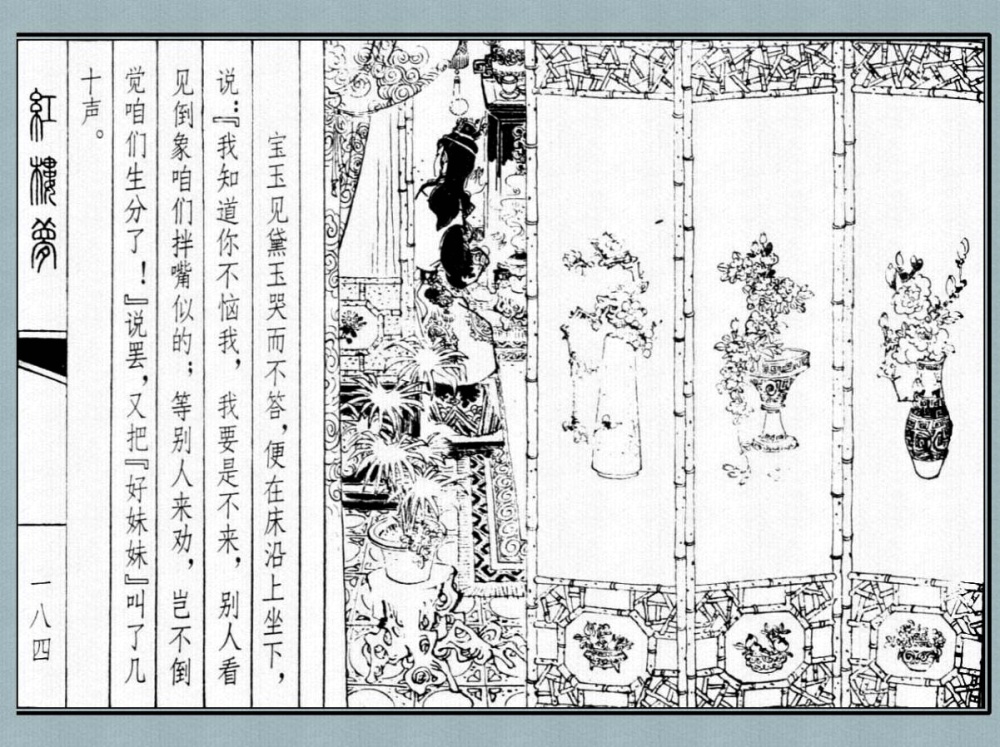 宝玉见黛玉哭而不答，便在床沿上坐下，
说：『我知道你不恼我，我要是不来，别人看
见倒象咱们拌嘴似的；等别人来劝，岂不倒
觉咱们生分了！』说罢，又把『好妹妹』叫了几
十声。
红楼梦
一八四